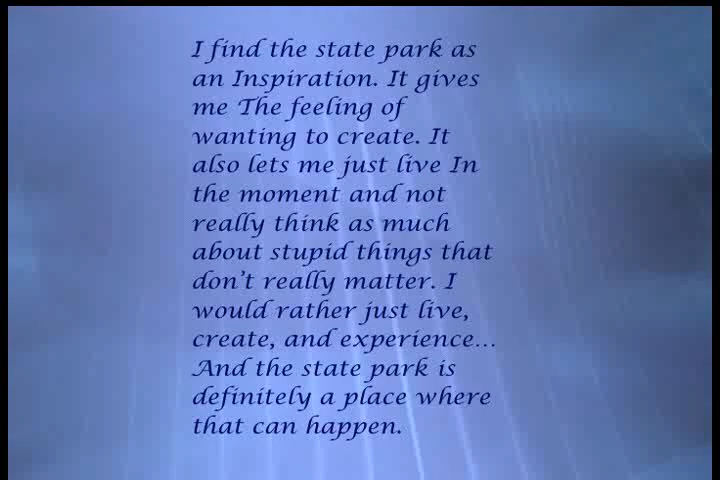 I find the state park as
an Inspiration. It gives
me The feeling of
wanting to create. It
also lets me just live In
the moment and not
really think as much
about stupid things that
don't really matter. I
would rather just live,
create, and experience...
And the state park is
definitely a place where
that can happen.